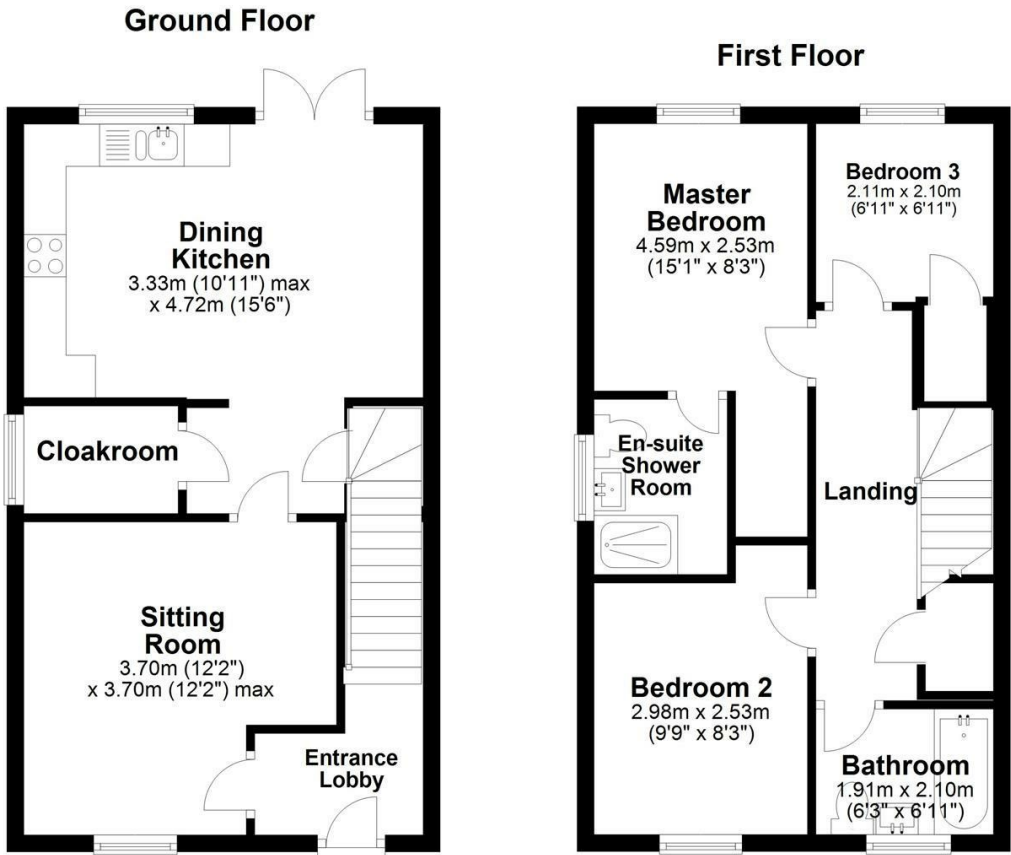 Ground Floor
Dining
Kitchen
3.33m (10'11") max
x 4.72m (15'6")
Cloakroom
Sitting
Room
3.70m (12'2")
x 3.70m (12'2") max
Entrance
Lobby
First Floor
Master
Bedroom
4.59m x 2.53m
(15'1" x 8'3")
Bedroom 3
2.11m x 2.10m
(6'11" x 6'11")
En-suite
Shower
Room
Landing
Bedroom 2
2.98m x 2.53m
(9'9" x 8'3")
Bathroom
1.91m x 2.10m
(6'3" x 6'11")